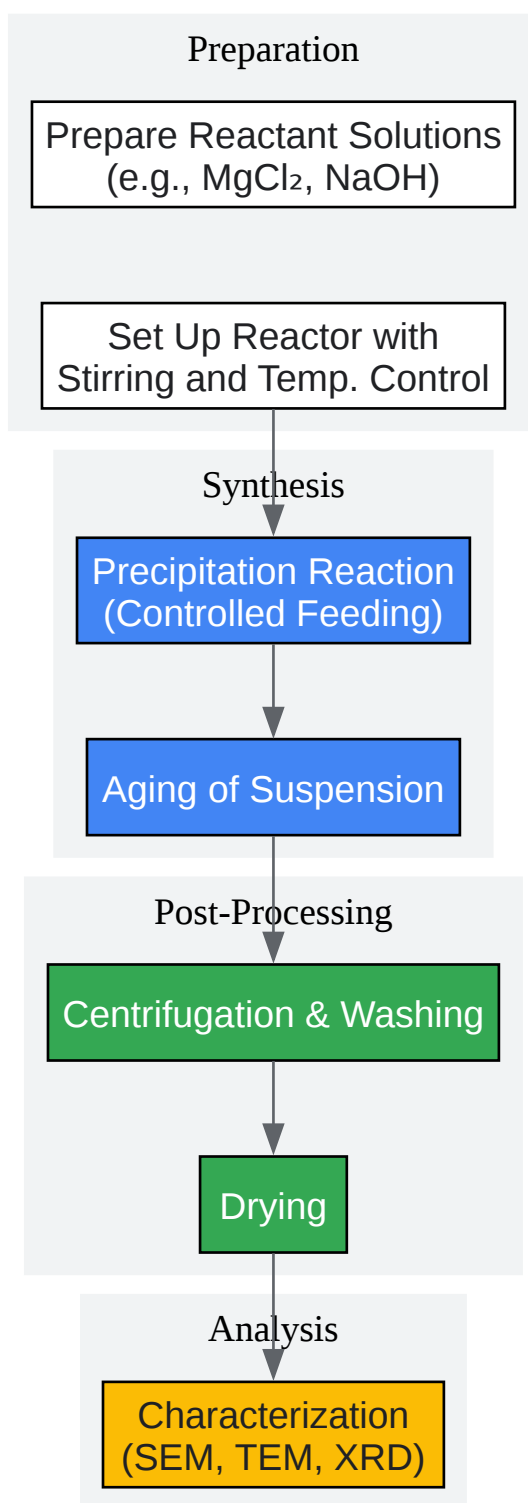 Preparation
Prepare Reactant Solutions
(e.g., MgCl₂, NaOH)
Set Up Reactor with
Stirring and Temp. Control
Synthesis
Precipitation Reaction
(Controlled Feeding)
Aging of Suspension
Post-Processing
Centrifugation & Washing
Drying
Analysis
Characterization
(SEM, TEM, XRD)